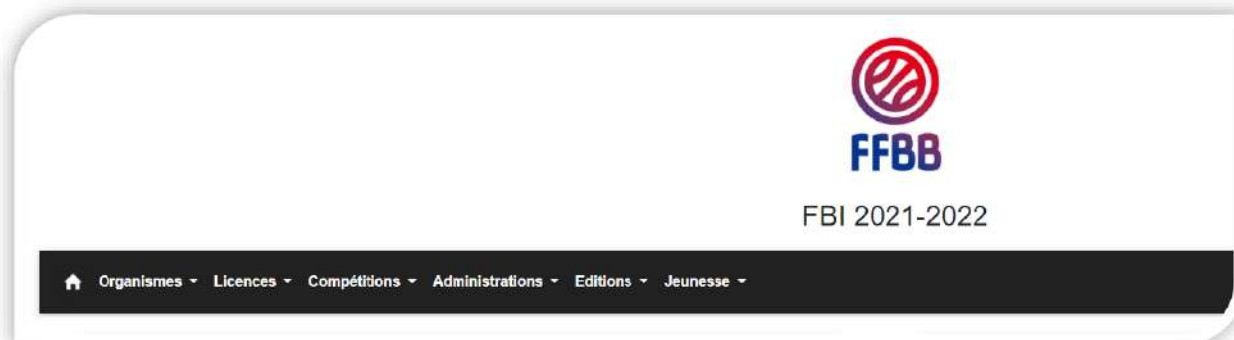 FFBB
FBI 2021-2022
Organismes Licences Compétitions Administrations Editions Jeunesse